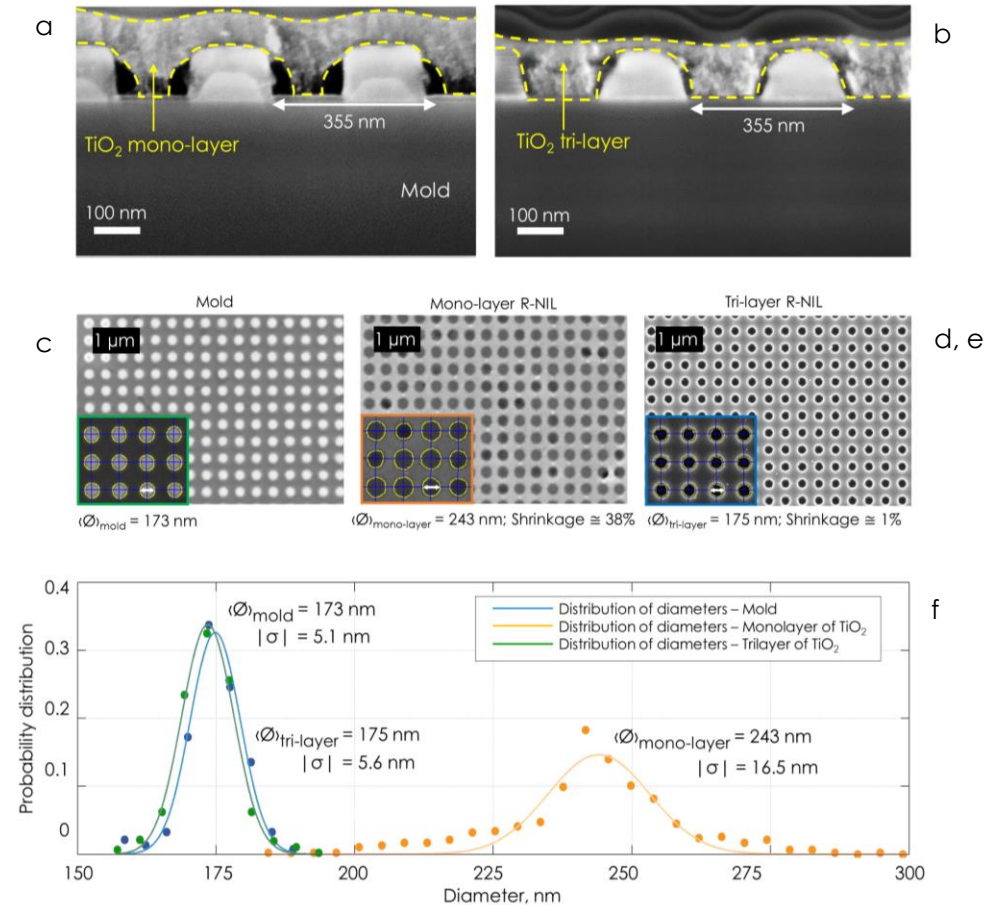 a
355 nm
TiO₂ mono-layer
Mold
100 nm
b
355 nm
TiO₂ tri-layer
100 nm
c
Mold
1 µm
⟨Ø⟩mold = 173 nm
Mono-layer R-NIL
1 µm
⟨Ø⟩mono-layer = 243 nm; Shrinkage ≅ 38%
Tri-layer R-NIL
1 µm
⟨Ø⟩tri-layer = 175 nm; Shrinkage ≅ 1%
d, e
f
Probability distribution
0.4
0.3
0.2
0.1
0
⟨Ø⟩mold = 173 nm
|σ| = 5.1 nm
⟨Ø⟩tri-layer = 175 nm
|σ| = 5.6 nm
Distribution of diameters – Mold
Distribution of diameters – Monolayer of TiO₂
Distribution of diameters – Trilayer of TiO₂
⟨Ø⟩mono-layer = 243 nm
|σ| = 16.5 nm
150 175 200 225 250 275 300
Diameter, nm